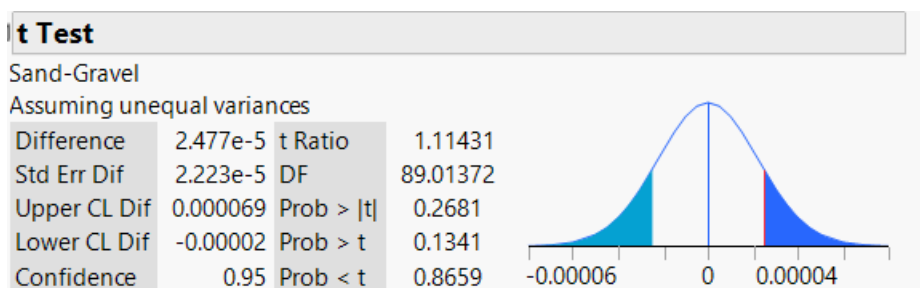 t Test
Sand-Gravel
Assuming unequal variances
Difference 2.477e-5 t Ratio 1.11431
Std Err Dif 2.223e-5 DF 89.01372
Upper CL Dif 0.000069 Prob > |t| 0.2681
Lower CL Dif -0.00002 Prob > t 0.1341
Confidence 0.95 Prob < t 0.8659
-0.00006 0 0.00004